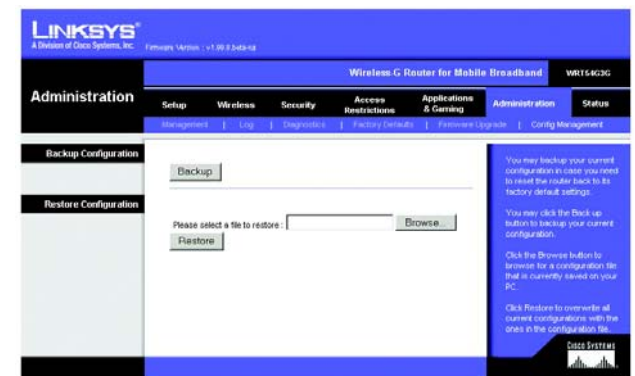 LINKSYS®
A Division of Cisco Systems, Inc.
Firmware Version : v1.00.8.beta-na
Wireless-G Router for Mobile Broadband WRT54G3G
Administration
Setup Wireless Security Access Restrictions Applications & Gaming Administration Status
Management | Log | Diagnostics | Factory Defaults | Firmware Upgrade | Config Management
Backup Configuration
Backup
Restore Configuration
Please select a file to restore :
Browse...
Restore
You may backup your current
configuration in case you need
to reset the router back to its
factory default settings.
You may click the Back up
button to backup your current
configuration.
Click the Browse button to
browse for a configuration file
that is currently saved on your
PC.
Click Restore to overwrite all
current configurations with the
ones in the configuration file.
CISCO SYSTEMS